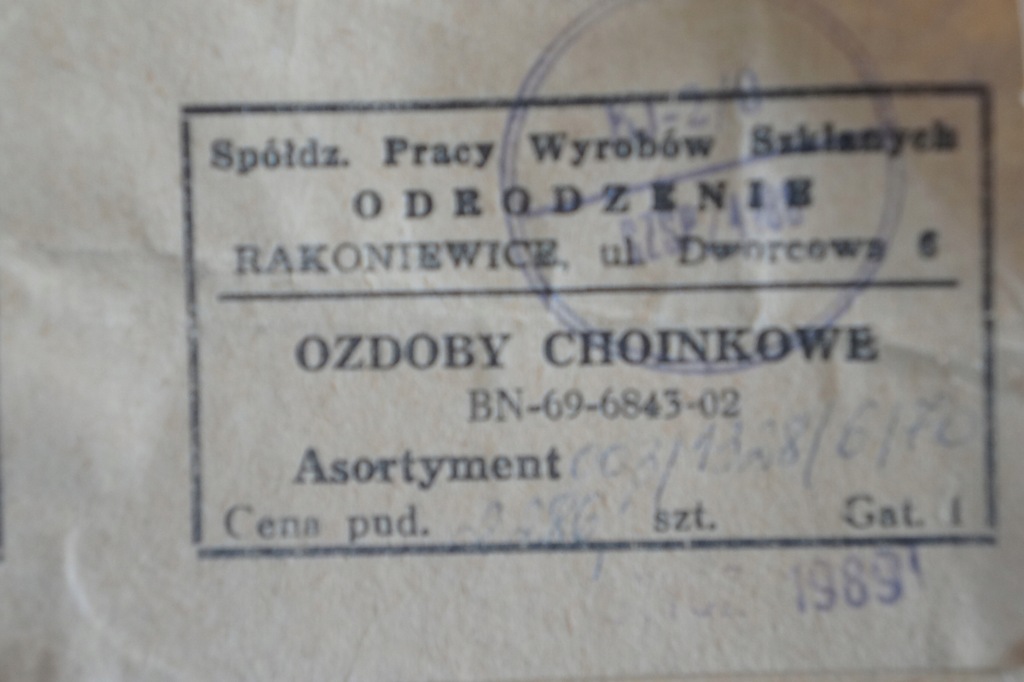 Spółdz. Pracy Wyrobów Szklanych
ODRODZENIE
RAKONIEWICE, ul. Dworcowa 6
OZDOBY CHOINKOWE
BN-69-6843-02
Asortyment
Cena pud. szt. Gat. I
1989